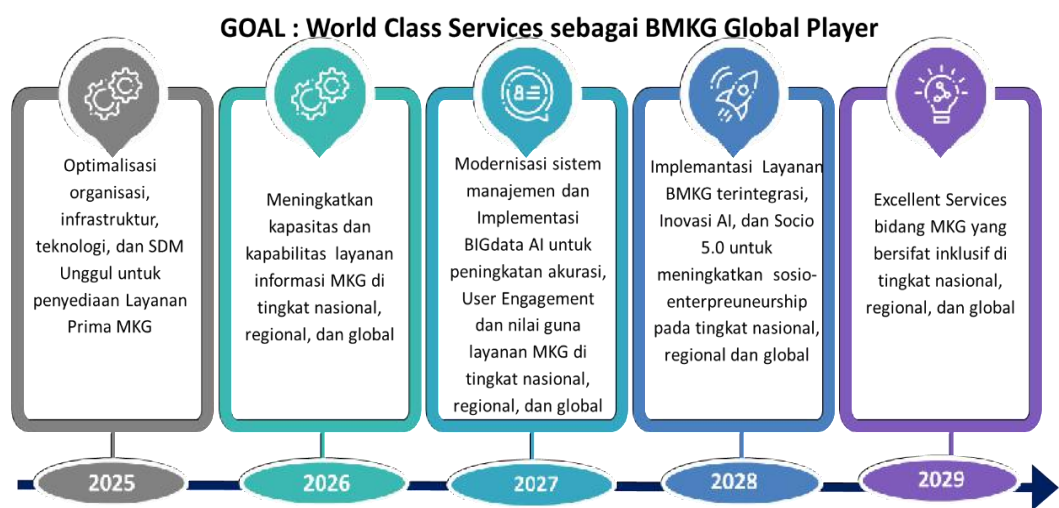 GOAL : World Class Services sebagai BMKG Global Player
Optimalisasi
organisasi,
infrastruktur,
teknologi, dan SDM
Unggul untuk
penyediaan Layanan
Prima MKG
Meningkatkan
kapasitas dan
kapabilitas layanan
informasi MKG di
tingkat nasional,
regional, dan global
Modernisasi sistem
manajemen dan
Implementasi
BIGdata AI untuk
peningkatan akurasi,
User Engagement
dan nilai guna
layanan MKG di
tingkat nasional,
regional, dan global
Implemantasi Layanan
BMKG terintegrasi,
Inovasi AI, dan Socio
5.0 untuk
meningkatkan sosio-
enterpreuneurship
pada tingkat nasional,
regional dan global
Excellent Services
bidang MKG yang
bersifat inklusif di
tingkat nasional,
regional, dan global
2025
2026
2027
2028
2029